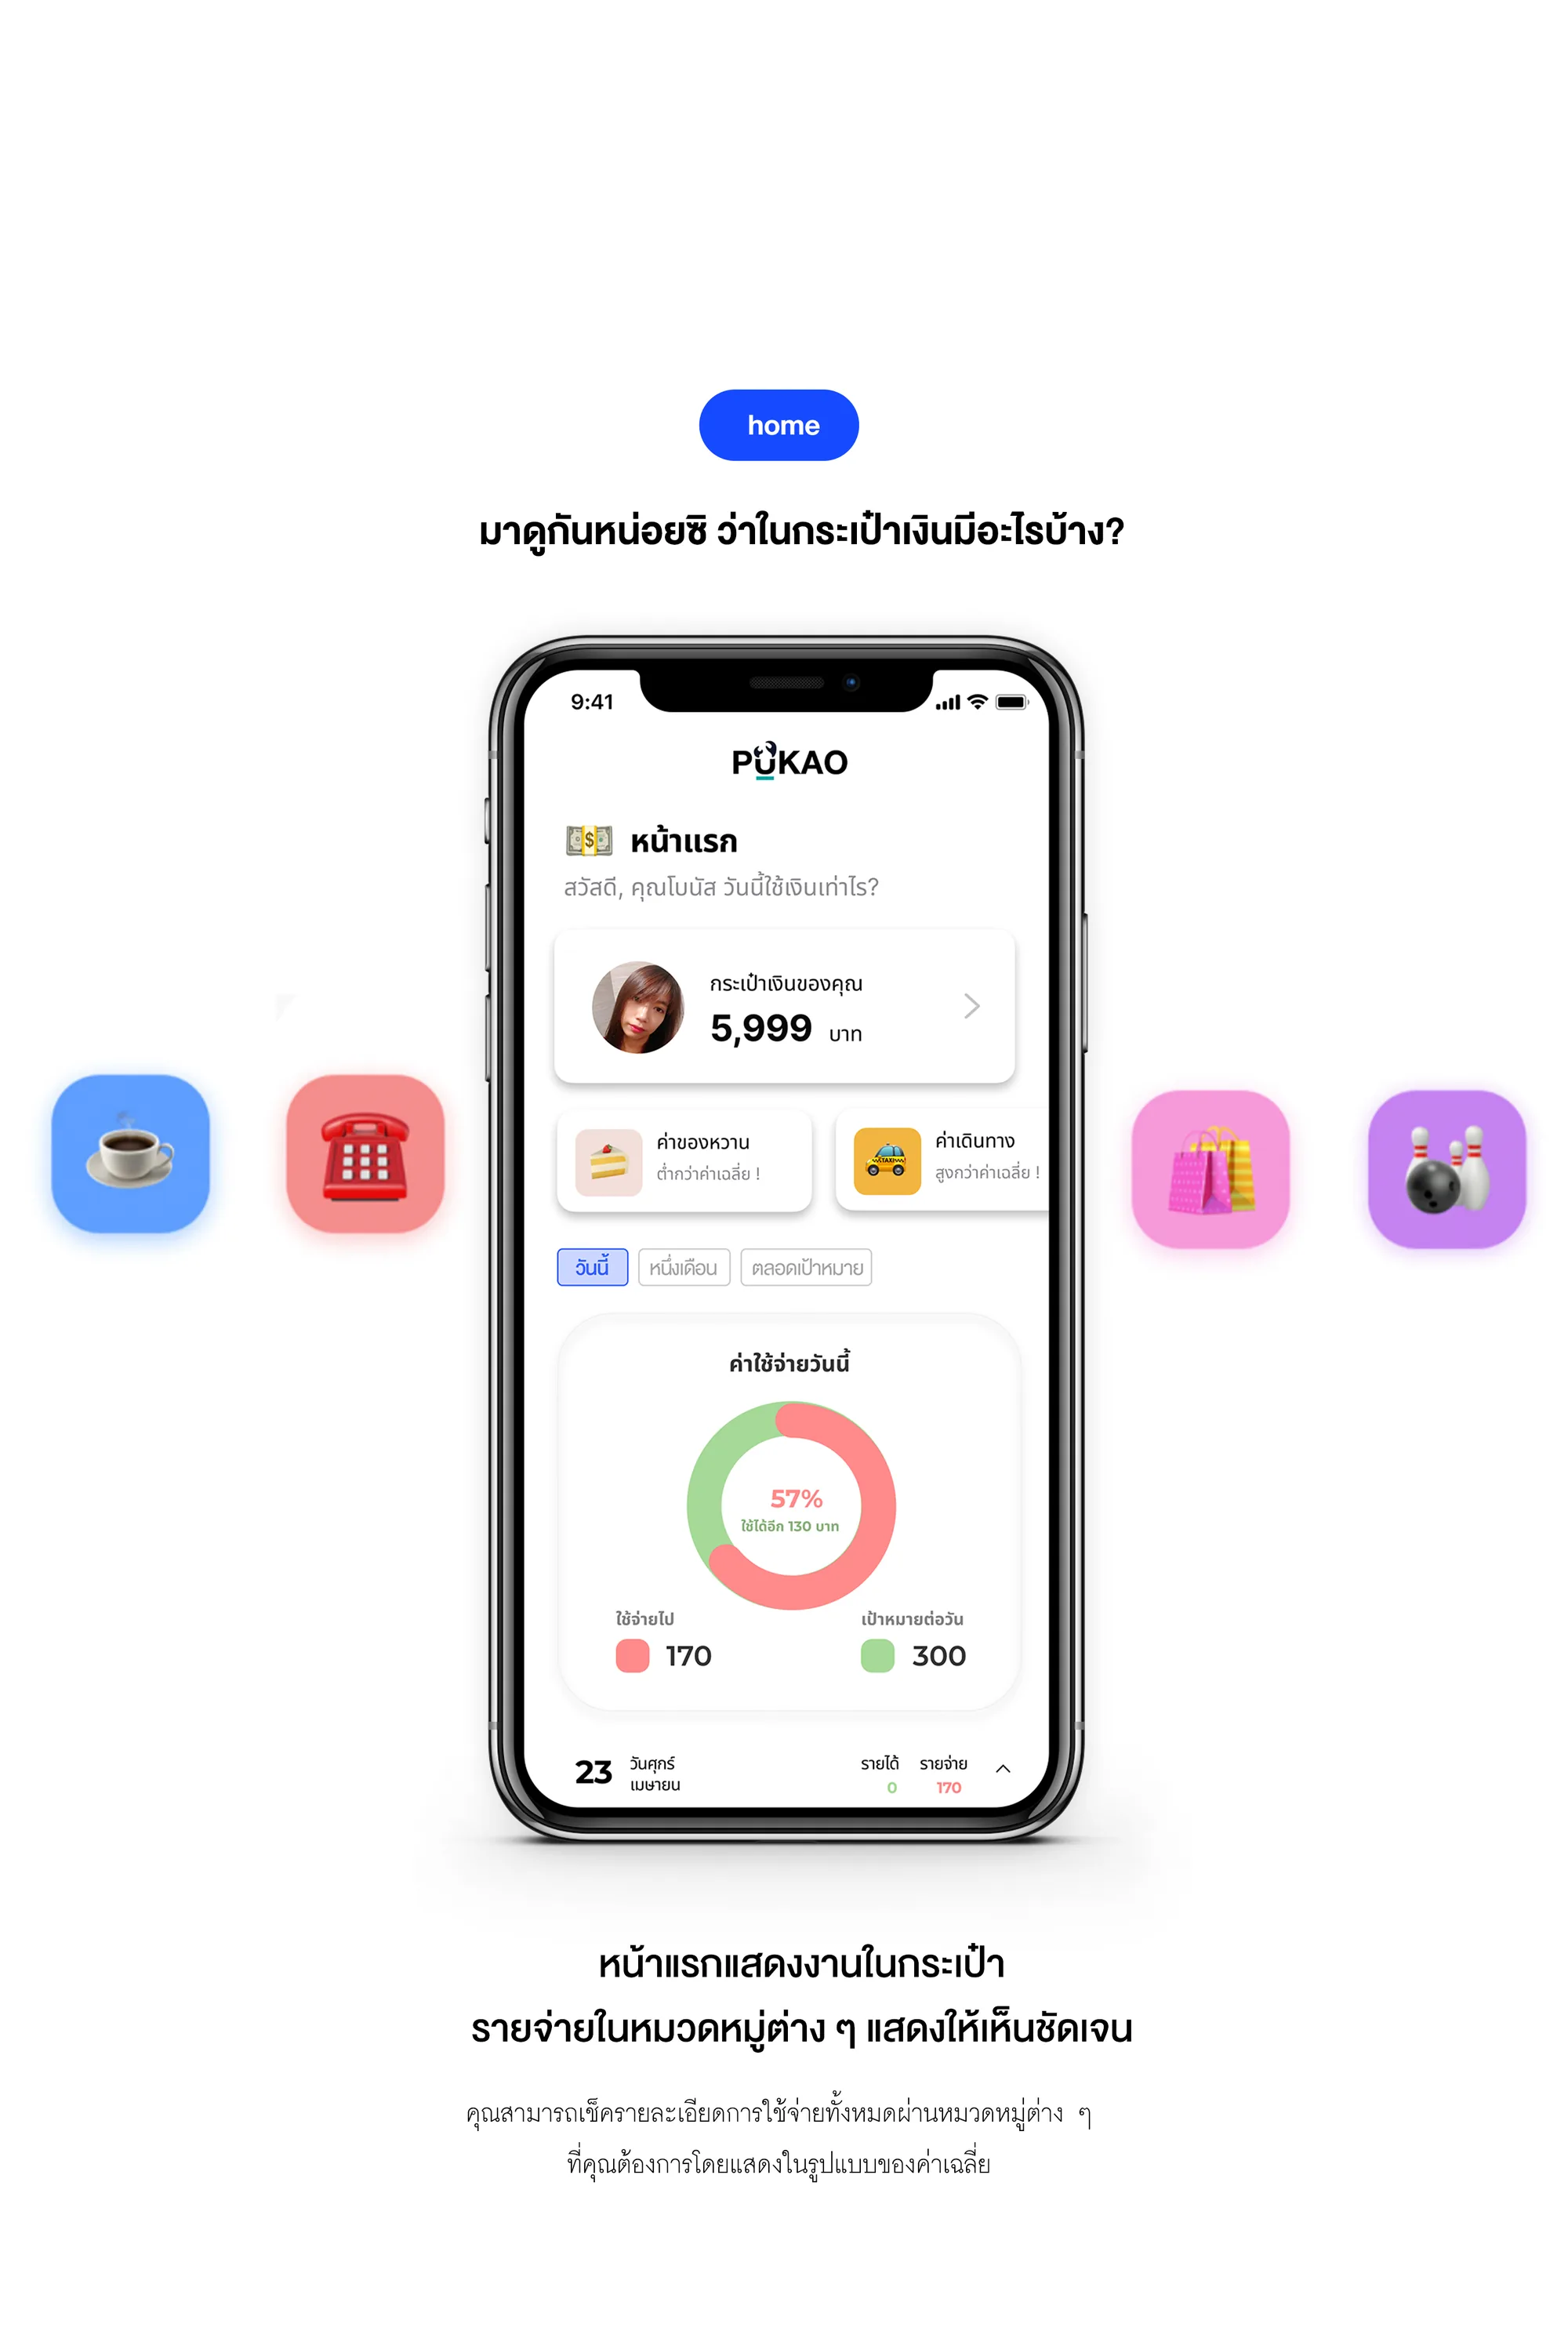 home
มาดูกันหน่อยซิ ว่าในกระเป๋าเงินมีอะไรบ้าง?
9:41
PUKAO
หน้าแรก
สวัสดี, คุณโบนัส วันนี้ใช้เงินเท่าไร?
กระเป๋าเงินของคุณ
5,999 บาท
ค่าของหวาน
ต่ำกว่าค่าเฉลี่ย !
TAXI
ค่าเดินทาง
สูงกว่าค่าเฉลี่ย !
วันนี้ หนึ่งเดือน ตลอดเป้าหมาย
ค่าใช้จ่ายวันนี้
57%
ใช้ได้อีก 130 บาท
ใช้จ่ายไป
170
เป้าหมายต่อวัน
300
23 วันศุกร์
เมษายน
รายได้ รายจ่าย
0 170
หน้าแรกแสดงงานในกระเป๋า
รายจ่ายในหมวดหมู่ต่าง ๆ แสดงให้เห็นชัดเจน
คุณสามารถเช็ครายละเอียดการใช้จ่ายทั้งหมดผ่านหมวดหมู่ต่าง ๆ
ที่คุณต้องการโดยแสดงในรูปแบบของค่าเฉลี่ย